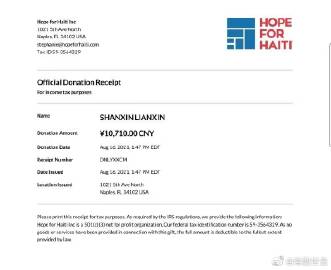 Hope for Haiti Inc
1021 5th Ave North
Naples, FL 34102 USA
stephanie@hopeforhaiti.com
Tax ID 59-3564329
HOPE
FOR
HAITI
Official Donation Receipt
For income tax purposes
Name
SHANXIN LIANXIN
Donation Amount
¥10,710.00 CNY
Donation Date
Aug 16, 2021, 1:47 PM EDT
Receipt Number
Date Issued
Aug 16, 2021, 1:47 PM EDT
Location Issued
1021 5th Ave North
Naples, FL 34102 USA
Please print this receipt for tax purposes. As required by the IRS regulations, we provide the following information:
Hope for Haiti Inc is a 501(c)(3) not for profit organization. Our federal tax identification number is 59-3564329. As no
goods or services have been provided in connection with this gift, the full amount is deductible to the fullest extent
provided by law.